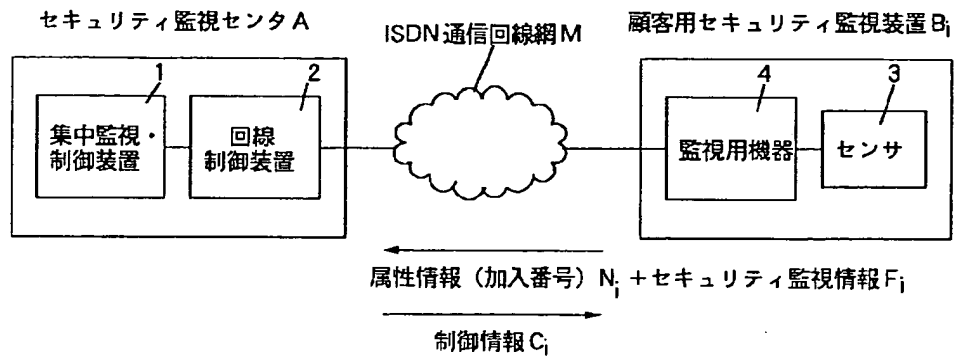 セキュリティ監視センタA
ISDN通信回線網M
顧客用セキュリティ監視装置Bi
1
2
4
3
集中監視・
制御装置
回線
制御装置
監視用機器
センサ
属性情報（加入番号）Ni＋セキュリティ監視情報Fi
制御情報Ci